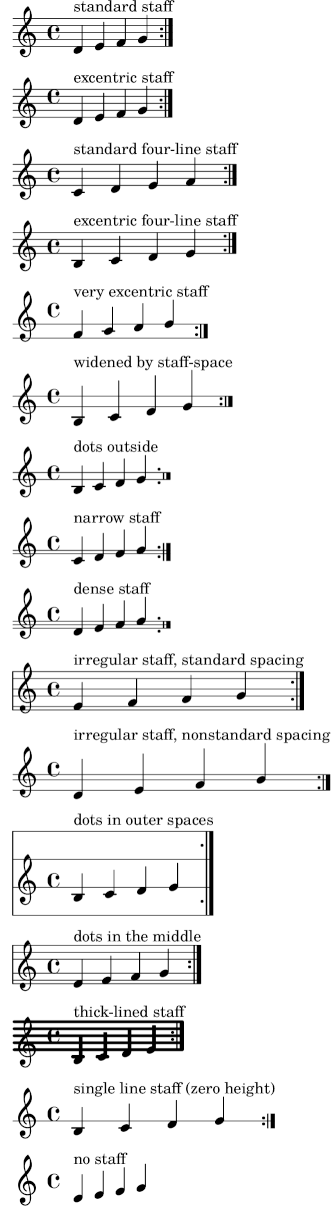 standard staff
excentric staff
standard four-line staff
excentric four-line staff
very excentric staff
widened by staff-space
dots outside
narrow staff
dense staff
irregular staff, standard spacing
irregular staff, nonstandard spacing
dots in outer spaces
dots in the middle
thick-lined staff
single line staff (zero height)
no staff